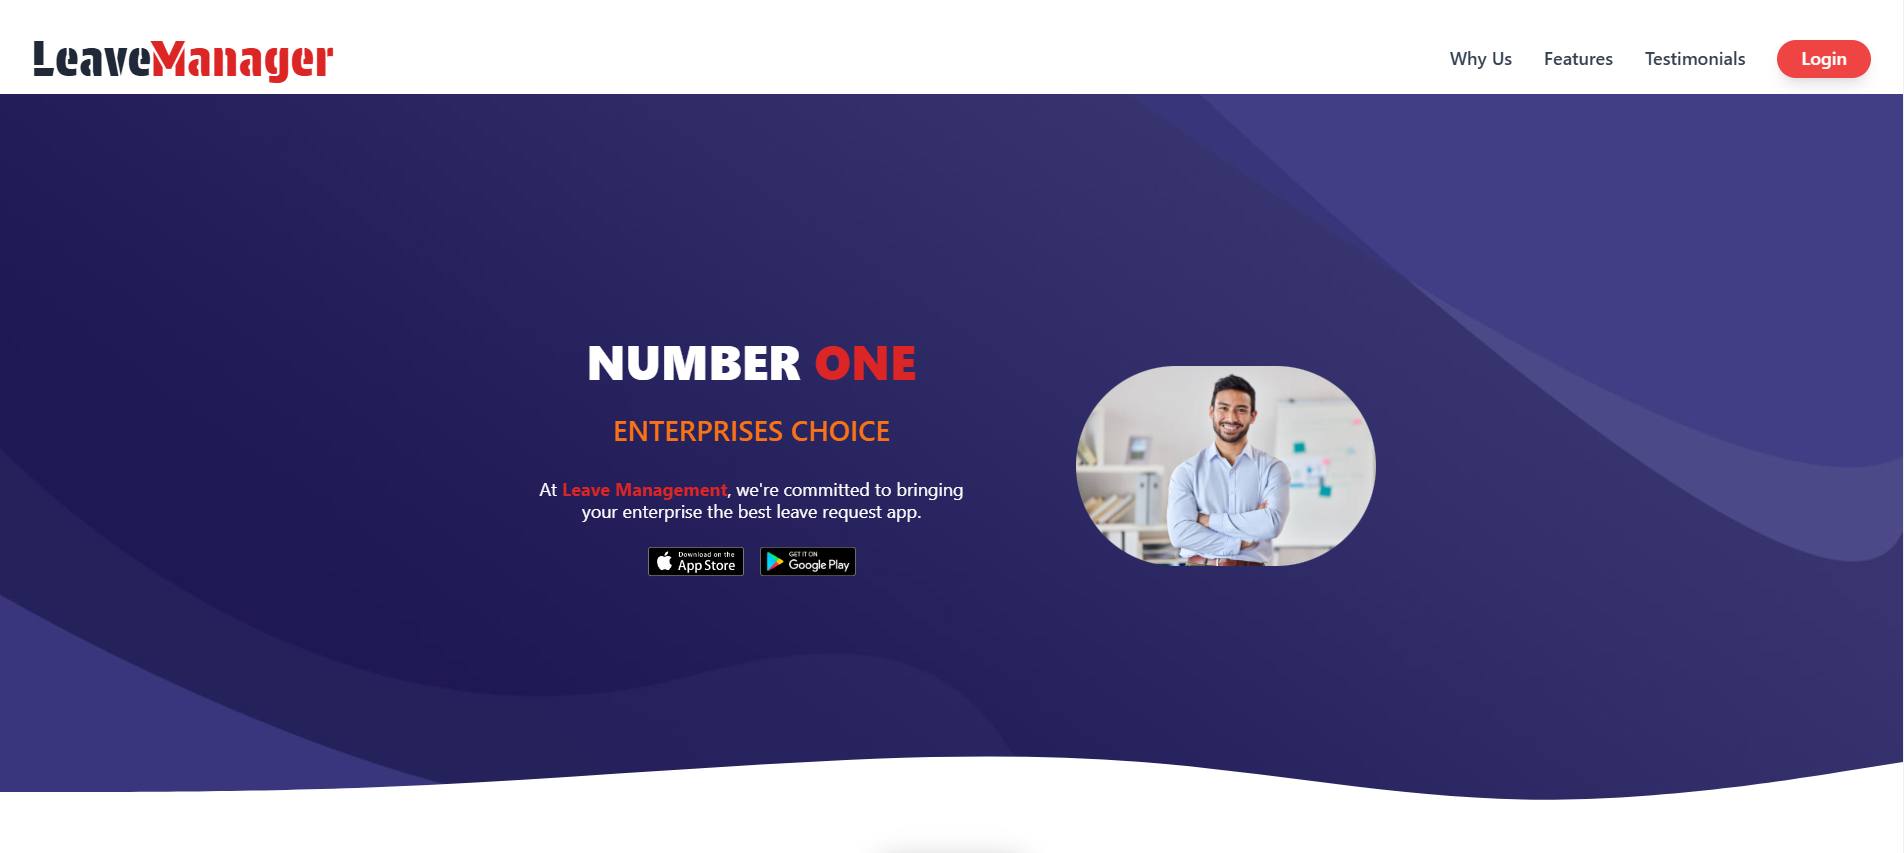 LeaveManager
Why Us
Features
Testimonials
Login
NUMBER ONE
ENTERPRISES CHOICE
At Leave Management, we're committed to bringing
your enterprise the best leave request app.
Download on the
App Store
GET IT ON
Google Play